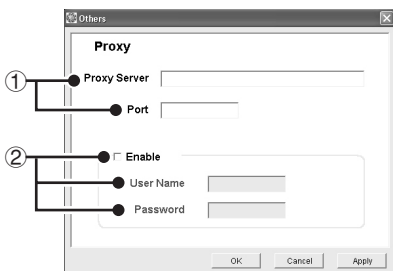 Others
Proxy
① Proxy Server
Port
② Enable
User Name
Password
OK Cancel Apply